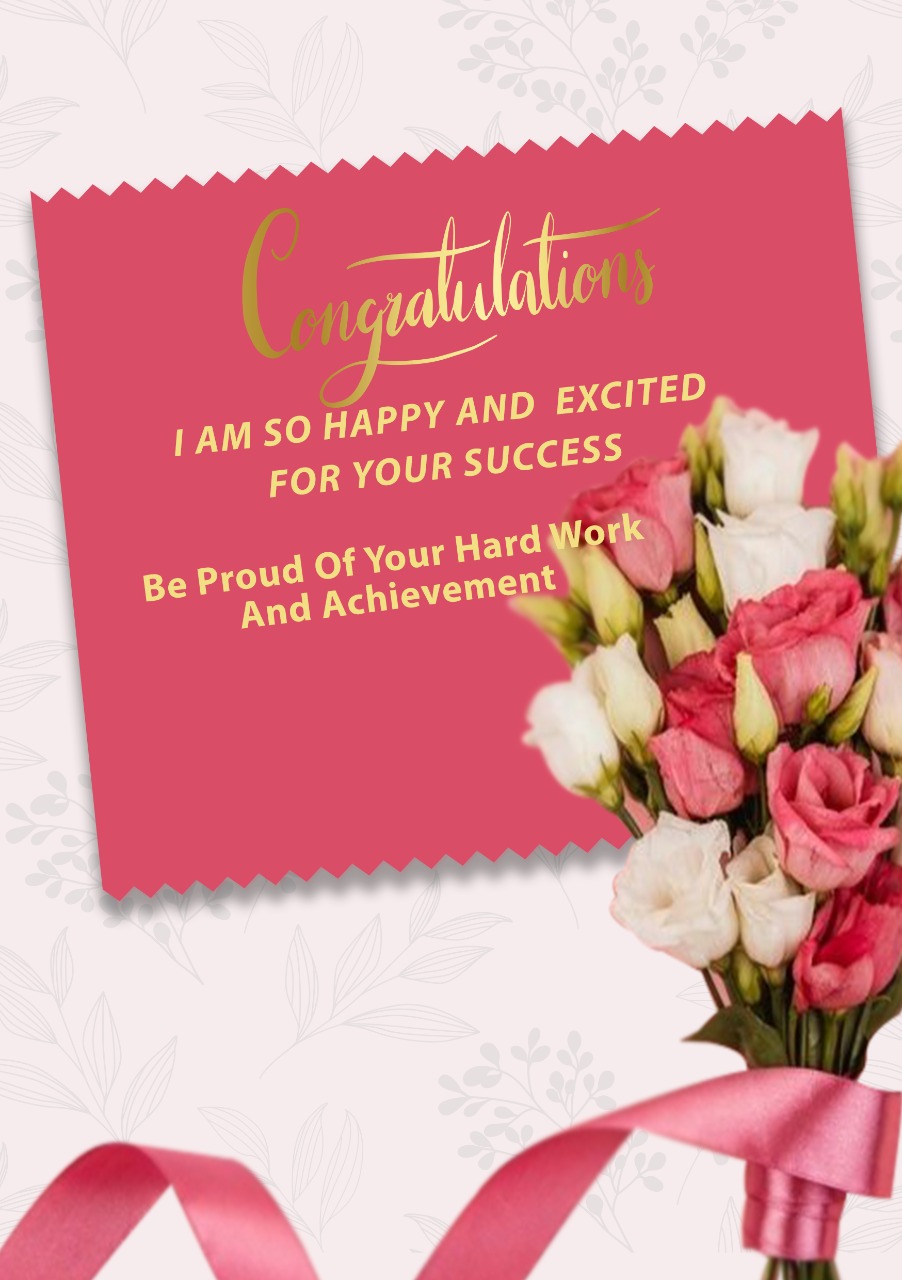 Congratulations
I AM SO HAPPY AND EXCITED
FOR YOUR SUCCESS
Be Proud Of Your Hard Work
And Achievement